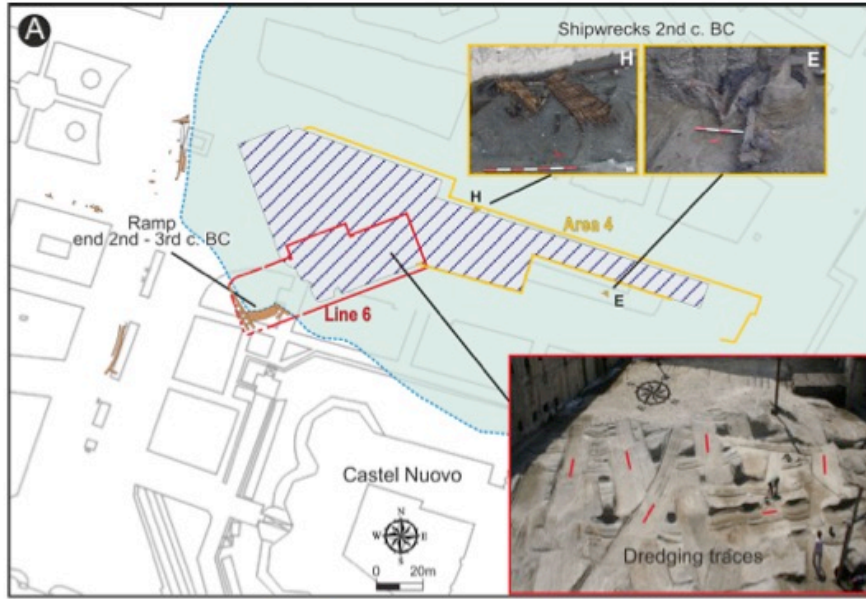 A
Shipwrecks 2nd c. BC
H
E
H
Area 4
Ramp
end 2nd - 3rd c. BC
E
Line 6
Castel Nuovo
N
W E
S
0 20m
Dredging traces